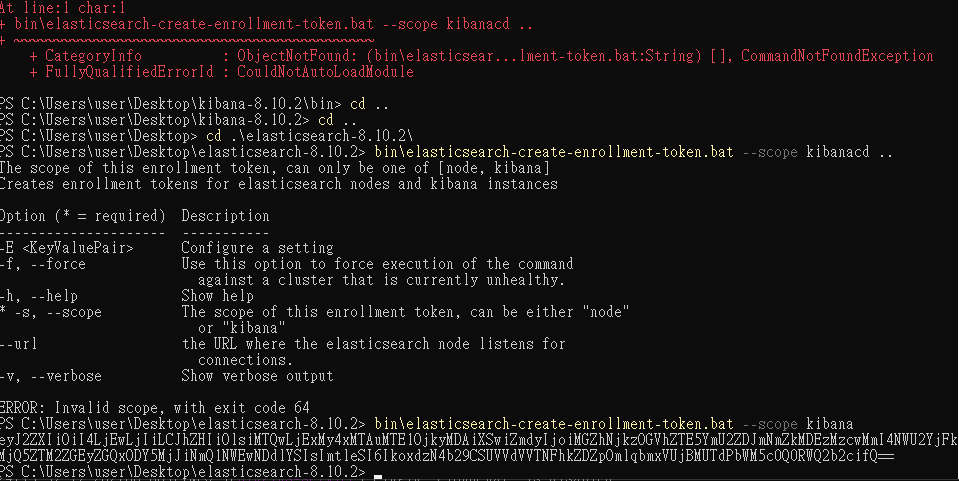 At line:1 char:1
+ bin\elasticsearch-create-enrollment-token.bat --scope kibanacd ..
+ ~~~~~~~~~~~~~~~~~~~~~~~~~~~~~~~~~~~~~~~~~~~~~
+ CategoryInfo : ObjectNotFound: (bin\elasticsear...lment-token.bat:String) [], CommandNotFoundException
+ FullyQualifiedErrorId : CouldNotAutoLoadModule
PS C:\Users\user\Desktop\kibana-8.10.2\bin> cd ..
PS C:\Users\user\Desktop\kibana-8.10.2> cd ..
PS C:\Users\user\Desktop> cd .\elasticsearch-8.10.2\
PS C:\Users\user\Desktop\elasticsearch-8.10.2> bin\elasticsearch-create-enrollment-token.bat --scope kibanacd ..
The scope of this enrollment token, can only be one of [node, kibana]
Creates enrollment tokens for elasticsearch nodes and kibana instances
Option (* = required) Description
--------------------- -----------
-E <KeyValuePair> Configure a setting
-f, --force Use this option to force execution of the command
against a cluster that is currently unhealthy.
-h, --help Show help
* -s, --scope The scope of this enrollment token, can be either "node"
or "kibana"
--url the URL where the elasticsearch node listens for
connections.
-v, --verbose Show verbose output
ERROR: Invalid scope, with exit code 64
PS C:\Users\user\Desktop\elasticsearch-8.10.2> bin\elasticsearch-create-enrollment-token.bat --scope kibana
PS C:\Users\user\Desktop\elasticsearch-8.10.2>